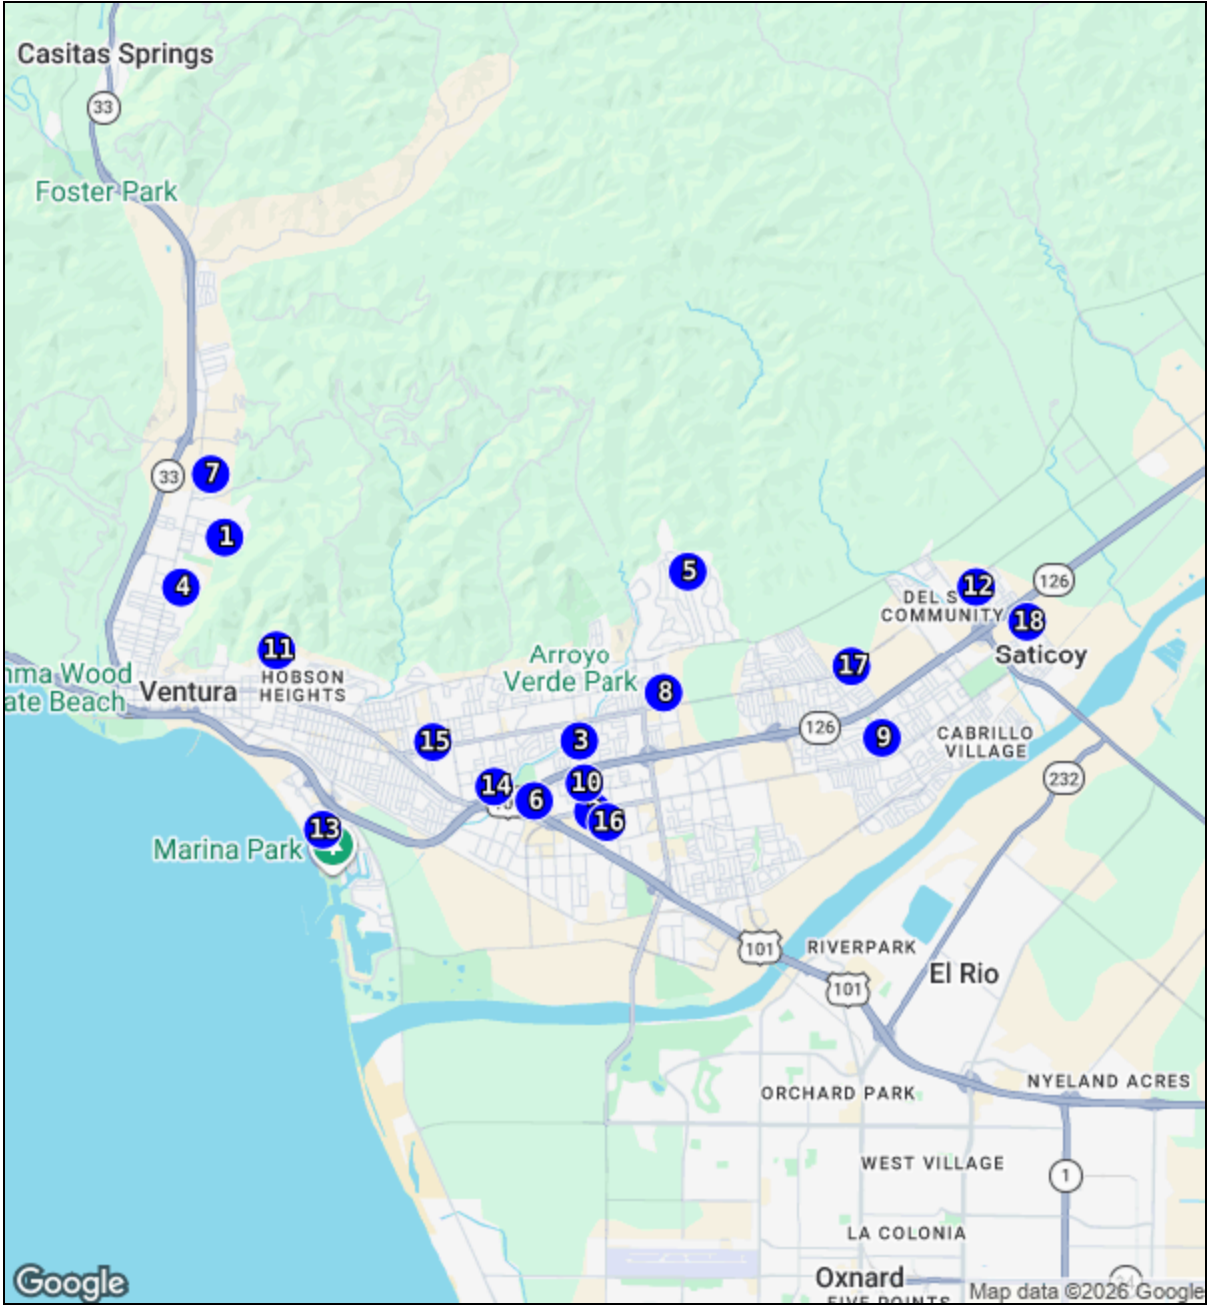 Casitas Springs
33
Foster Park
33
7
1
4
5
12
126
DEL S
COMMUNITY
18
Saticoy
11
HOBSON
HEIGHTS
Arroyo
Verde Park
17
mma Wood
ate Beach
Ventura
8
15
3
126
9
CABRILLO
VILLAGE
14
10
6
16
232
13
Marina Park
101
RIVERPARK
101
El Rio
ORCHARD PARK
NYELAND ACRES
WEST VILLAGE
1
LA COLONIA
Oxnard
FIVE POINTS
Google
Map data ©2026 Google